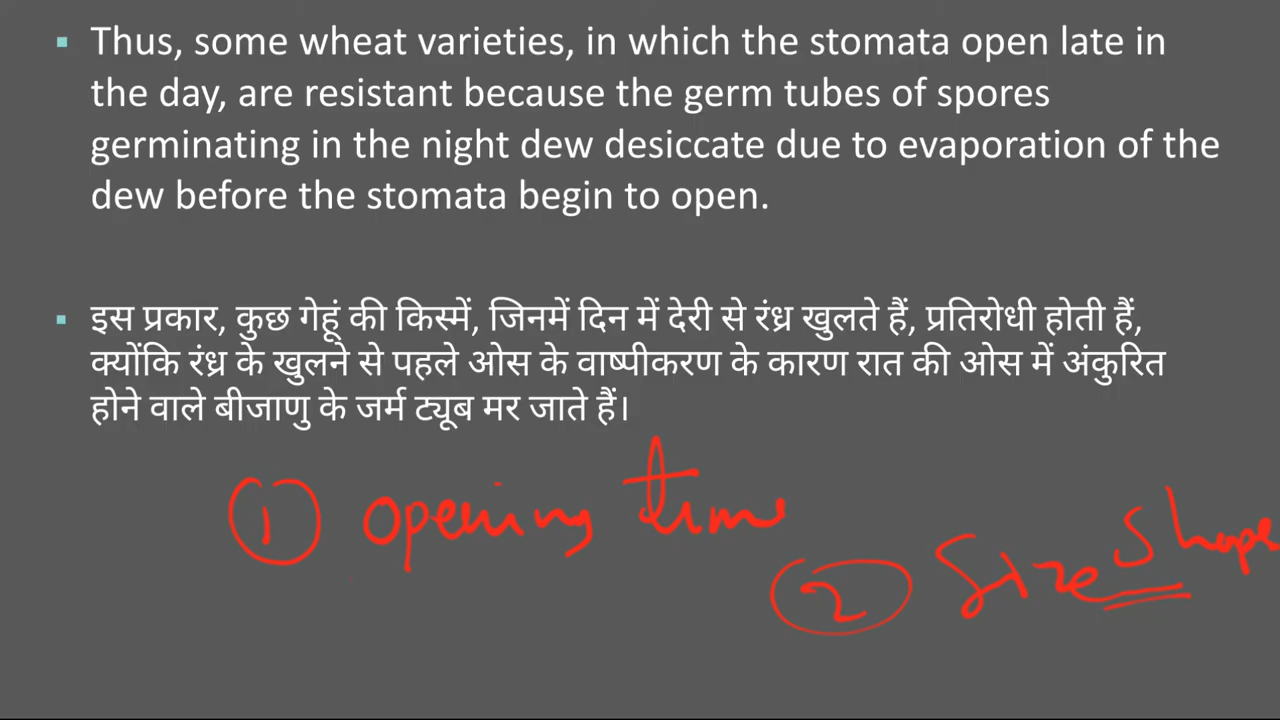 Thus, some wheat varieties, in which the stomata open late in
the day, are resistant because the germ tubes of spores
germinating in the night dew desiccate due to evaporation of the
dew before the stomata begin to open.
इस प्रकार, कुछ गेहूं की किस्में, जिनमें दिन में देरी से रंध्र खुलते हैं, प्रतिरोधी होती हैं,
क्योंकि रंध्र के खुलने से पहले ओस के वाष्पीकरण के कारण रात की ओस में अंकुरित
होने वाले बीजाणु के जर्म ट्यूब मर जाते हैं।
1 opening time
2 Size shape